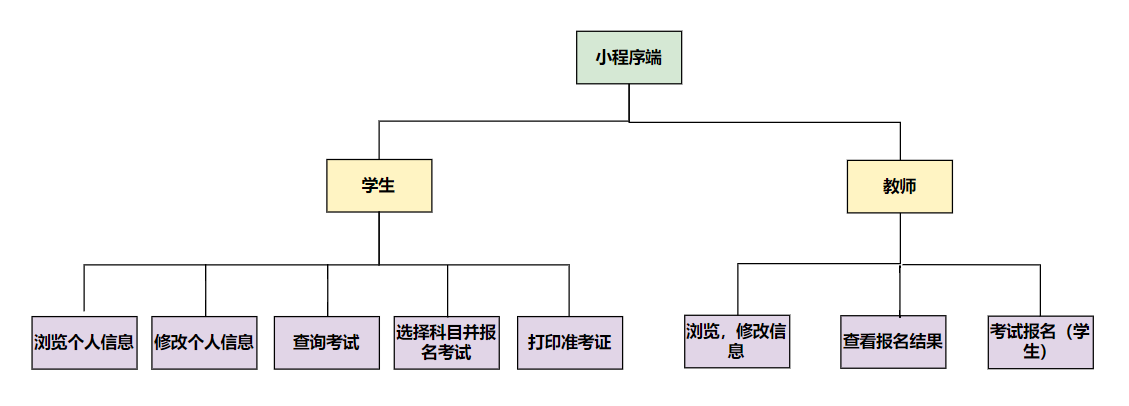 小程序端
学生
教师
浏览个人信息
修改个人信息
查询考试
选择科目并报
名考试
打印准考证
浏览，修改信
息
查看报名结果
考试报名（学
生）